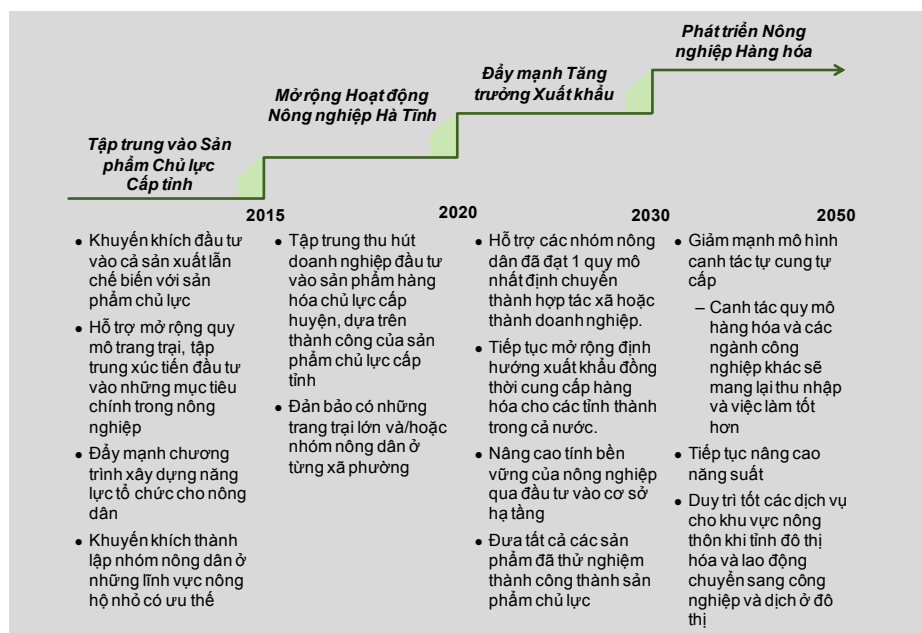 Phát triển Nông
nghiệp Hàng hóa
Đẩy mạnh Tăng
trưởng Xuất khẩu
Mở rộng Hoạt động
Nông nghiệp Hà Tĩnh
Tập trung vào Sản
phẩm Chủ lực
Cấp tỉnh
2015
2020
2030
2050
• Khuyến khích đầu tư
vào cả sản xuất lẫn
chế biến với sản
phẩm chủ lực
• Hỗ trợ mở rộng quy
mô trang trại, tập
trung xúc tiến đầu tư
vào những mục tiêu
chính trong nông
nghiệp
• Đẩy mạnh chương
trình xây dựng năng
lực tổ chức cho nông
dân
• Khuyến khích thành
lập nhóm nông dân ở
những lĩnh vực nông
hộ nhỏ có ưu thế
• Tập trung thu hút
doanh nghiệp đầu tư
vào sản phẩm hàng
hóa chủ lực cấp
huyện, dựa trên
thành công của sản
phẩm chủ lực cấp
tỉnh
• Đản bảo có những
trang trại lớn và/hoặc
nhóm nông dân ở
từng xã phường
• Hỗ trợ các nhóm nông
dân đã đạt 1 quy mô
nhất định chuyển
thành hợp tác xã hoặc
thành doanh nghiệp.
• Tiếp tục mở rộng định
hướng xuất khẩu đồng
thời cung cấp hàng
hóa cho các tỉnh thành
trong cả nước.
• Nâng cao tính bền
vững của nông nghiệp
qua đầu tư vào cơ sở
hạ tầng
• Đưa tất cả các sản
phẩm đã thử nghiệm
thành công thành sản
phẩm chủ lực
• Giảm mạnh mô hình
canh tác tự cung tự
cấp
– Canh tác quy mô
hàng hóa và các
ngành công
nghiệp khác sẽ
mang lại thu nhập
và việc làm tốt
hơn
• Tiếp tục nâng cao
năng suất
• Duy trì tốt các dịch vụ
cho khu vực nông
thôn khi tỉnh đô thị
hóa và lao động
chuyển sang công
nghiệp và dịch ở đô
thị